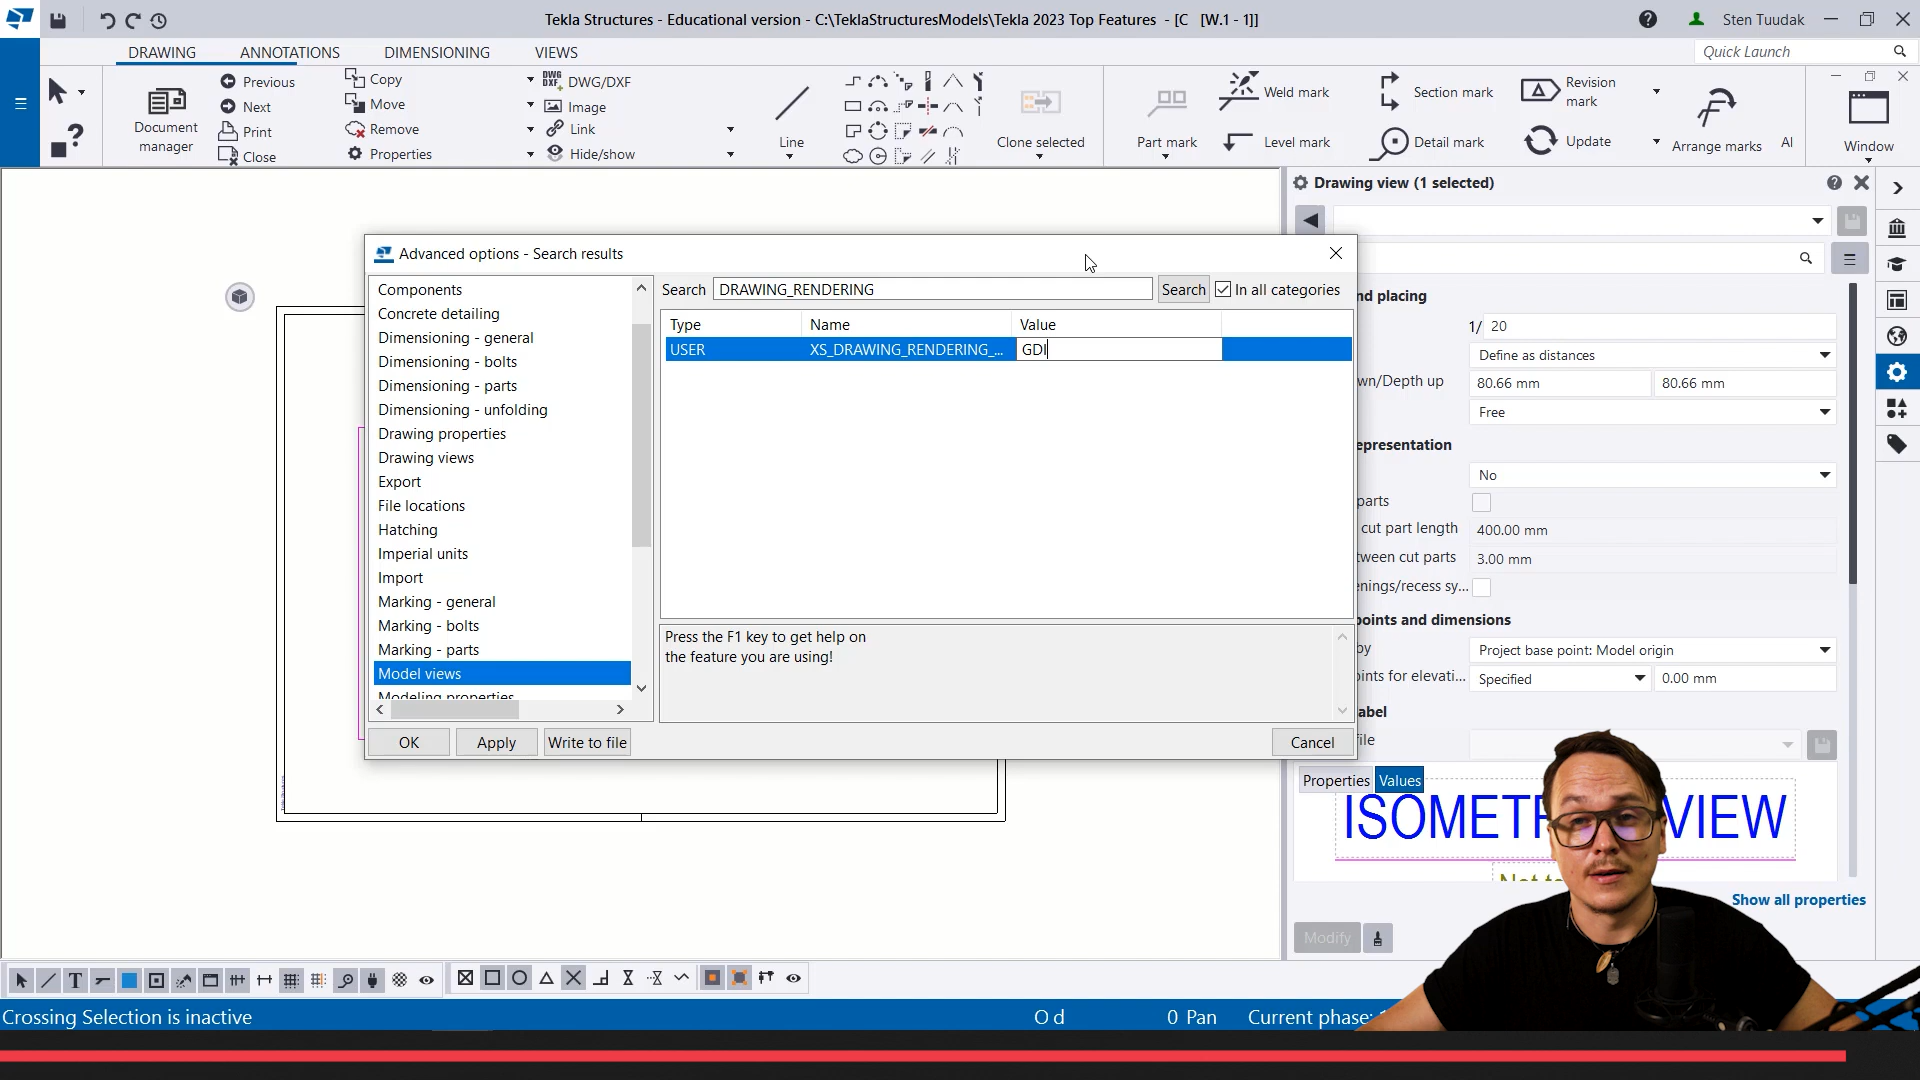 Tekla Structures - Educational version - C:\TeklaStructuresModels\Tekla 2023 Top Features - [C [W.1 - 1]]
Sten Tuudak
DRAWING
ANNOTATIONS
DIMENSIONING
VIEWS
Quick Launch
Document manager
Previous
Next
Print
Close
Copy
Move
Remove
Properties
DWG/DXF
Image
Link
Hide/show
Line
Clone selected
Part mark
Weld mark
Level mark
Section mark
Detail mark
Revision mark
Update
Arrange marks
Al
Window
Drawing view (1 selected)
Advanced options - Search results
Components
Concrete detailing
Dimensioning - general
Dimensioning - bolts
Dimensioning - parts
Dimensioning - unfolding
Drawing properties
Drawing views
Export
File locations
Hatching
Imperial units
Import
Marking - general
Marking - bolts
Marking - parts
Model views
Modeling properties
Search
DRAWING_RENDERING
Search
In all categories
Type
Name
Value
USER
XS_DRAWING_RENDERING_...
GDI
Press the F1 key to get help on
the feature you are using!
OK
Apply
Write to file
Cancel
nd placing
1/ 20
Define as distances
wn/Depth up
80.66 mm
80.66 mm
Free
epresentation
No
parts
cut part length
400.00 mm
tween cut parts
3.00 mm
enings/recess sy...
points and dimensions
by
Project base point: Model origin
ints for elevati...
Specified
0.00 mm
abel
file
Properties
Values
Show all properties
Modify
Crossing Selection is inactive
O d
0 Pan
Current phase: